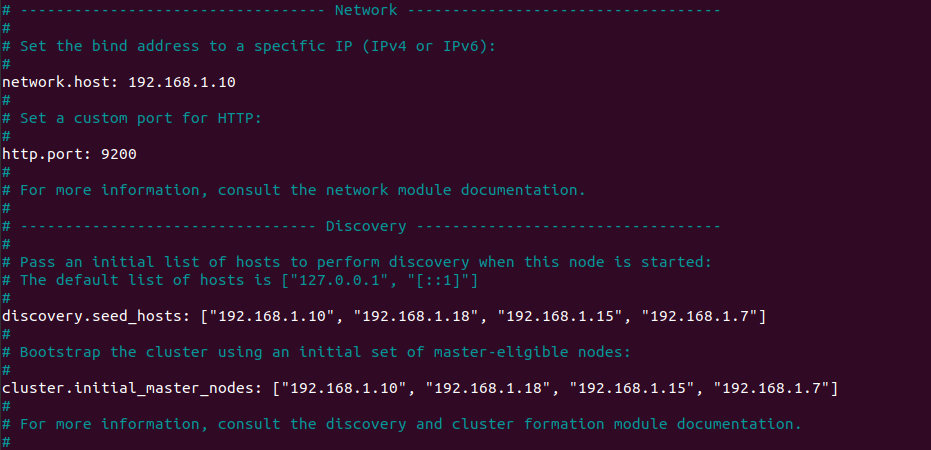 # ---------------------------------- Network -----------------------------------
#
# Set the bind address to a specific IP (IPv4 or IPv6):
#
network.host: 192.168.1.10
#
# Set a custom port for HTTP:
#
http.port: 9200
#
# For more information, consult the network module documentation.
#
# --------------------------------- Discovery ----------------------------------
#
# Pass an initial list of hosts to perform discovery when this node is started:
# The default list of hosts is ["127.0.0.1", "[::1]"]
#
discovery.seed_hosts: ["192.168.1.10", "192.168.1.18", "192.168.1.15", "192.168.1.7"]
#
# Bootstrap the cluster using an initial set of master-eligible nodes:
#
cluster.initial_master_nodes: ["192.168.1.10", "192.168.1.18", "192.168.1.15", "192.168.1.7"]
#
# For more information, consult the discovery and cluster formation module documentation.
#